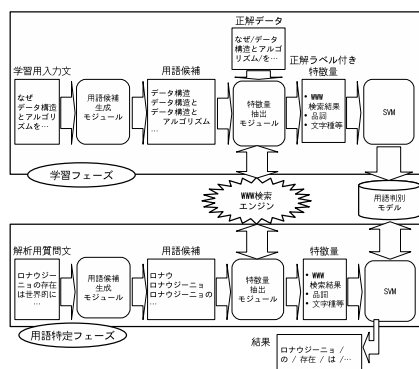 正解データ
なぜ/データ
構造とアルゴ
リズム/を…
学習用入力文
なぜ
データ構造
とアルゴリ
ズムを…
用語候補
生成
モジュール
用語候補
データ構造
データ構造と
データ構造と
アルゴリズム
…
特徴量
抽出
モジュール
正解ラベル付き
特徴量
• WWW
検索結果
• 品詞
• 文字種等
SVM
学習フェーズ
WWW検索
エンジン
用語判別
モデル
解析用質問文
ロナウジー
ニョの存在
は世界的に
…
用語候補
生成
モジュール
用語候補
ロナウ
ロナウジーニョ
ロナウジーニョの
…
特徴量
抽出
モジュール
特徴量
• WWW
検索結果
• 品詞
• 文字種等
SVM
用語特定フェーズ
結果
ロナウジーニョ /
の / 存在 / は /…